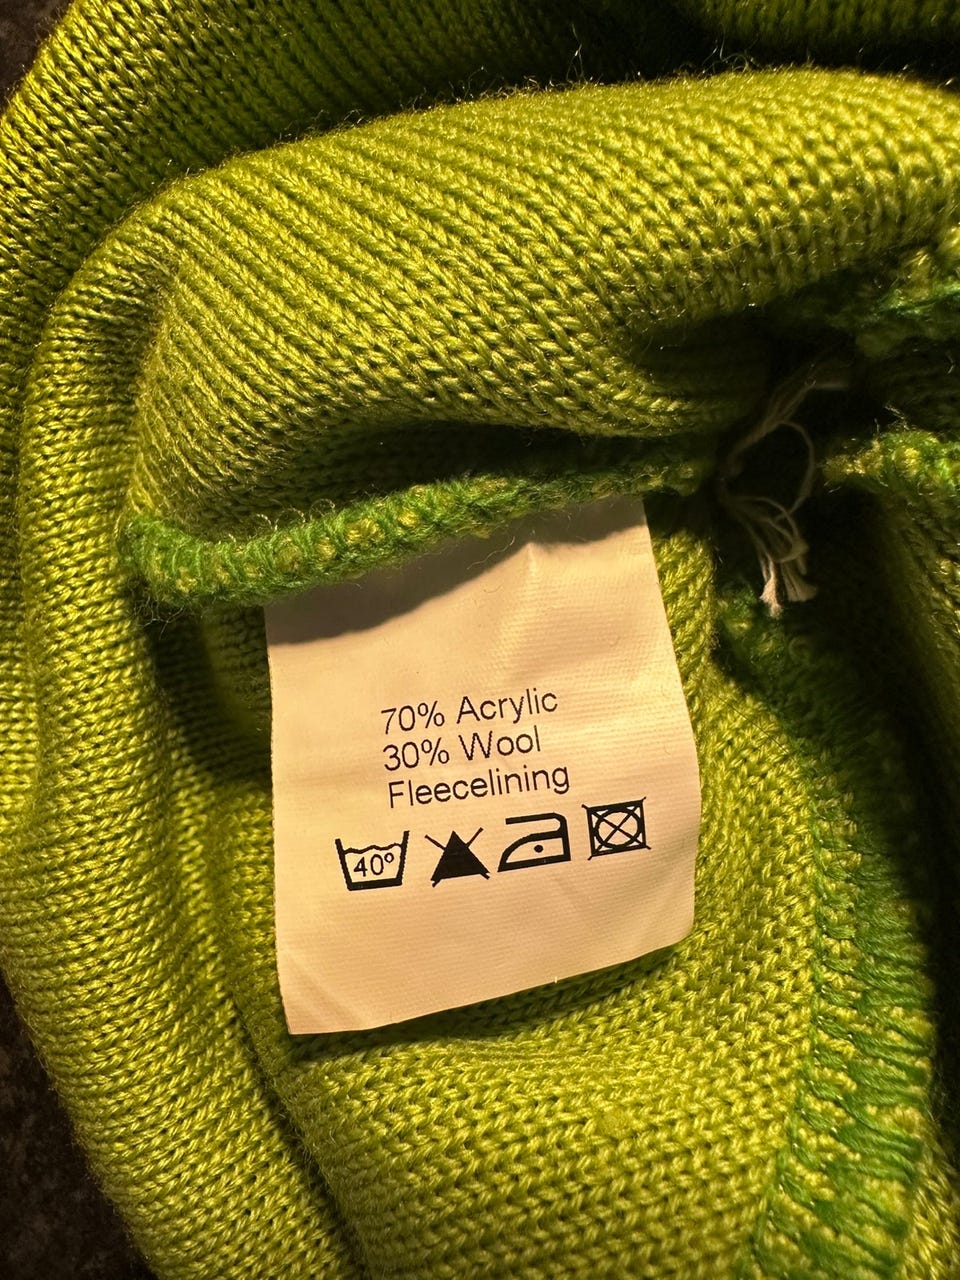 70% Acrylic
30% Wool
Fleecelining
40°